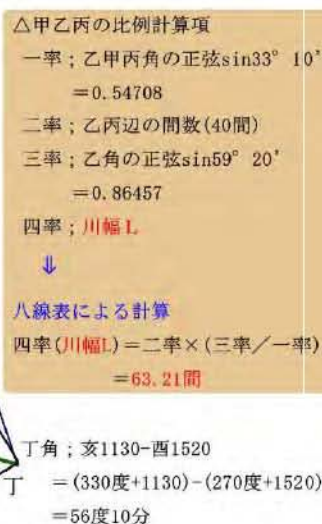 △甲乙丙の比例計算項
一率；乙甲丙角の正弦sin33° 10'
=0.54708
二率；乙丙辺の間数(40間)
三率；乙角の正弦sin59° 20'
=0.86457
四率；川幅L
⇓
八線表による計算
四率(川幅L)＝二率×(三率／一率)
=63.21間
丁角；亥1130-酉1520
丁 =(330度+1130)-(270度+1520)
=56度10分